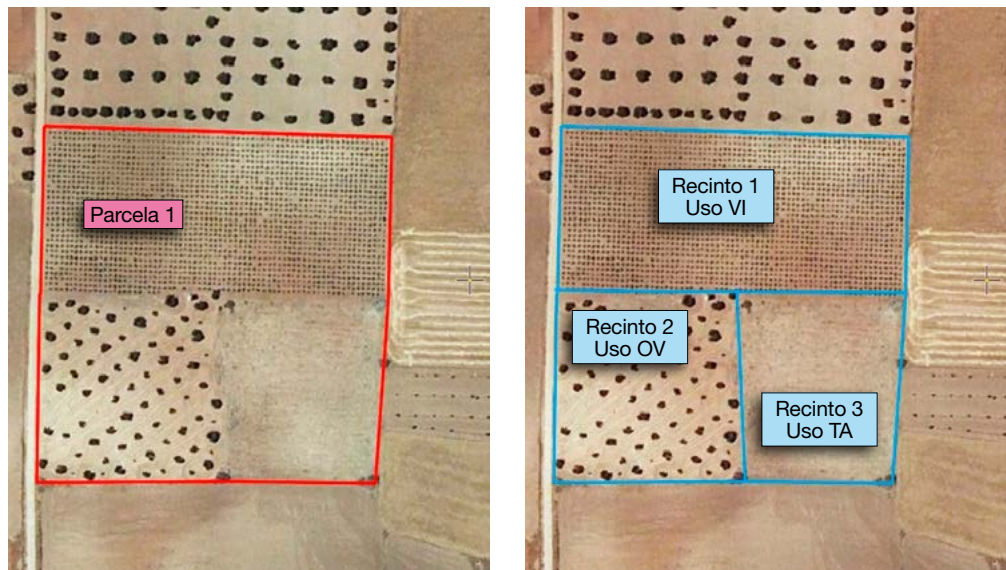 Parcela 1
Recinto 1
Uso VI
Recinto 2
Uso OV
Recinto 3
Uso TA